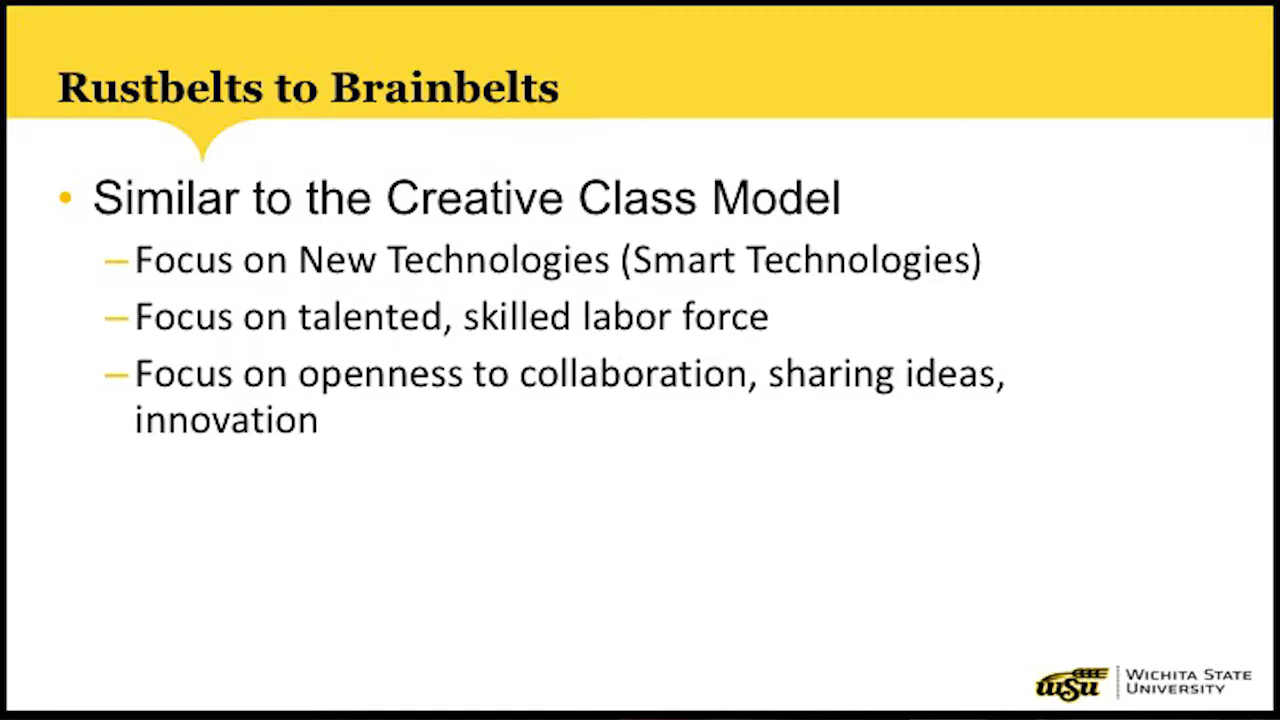 Rustbelts to Brainbelts
• Similar to the Creative Class Model
–Focus on New Technologies (Smart Technologies)
–Focus on talented, skilled labor force
–Focus on openness to collaboration, sharing ideas,
innovation
WSU
WICHITA STATE
UNIVERSITY